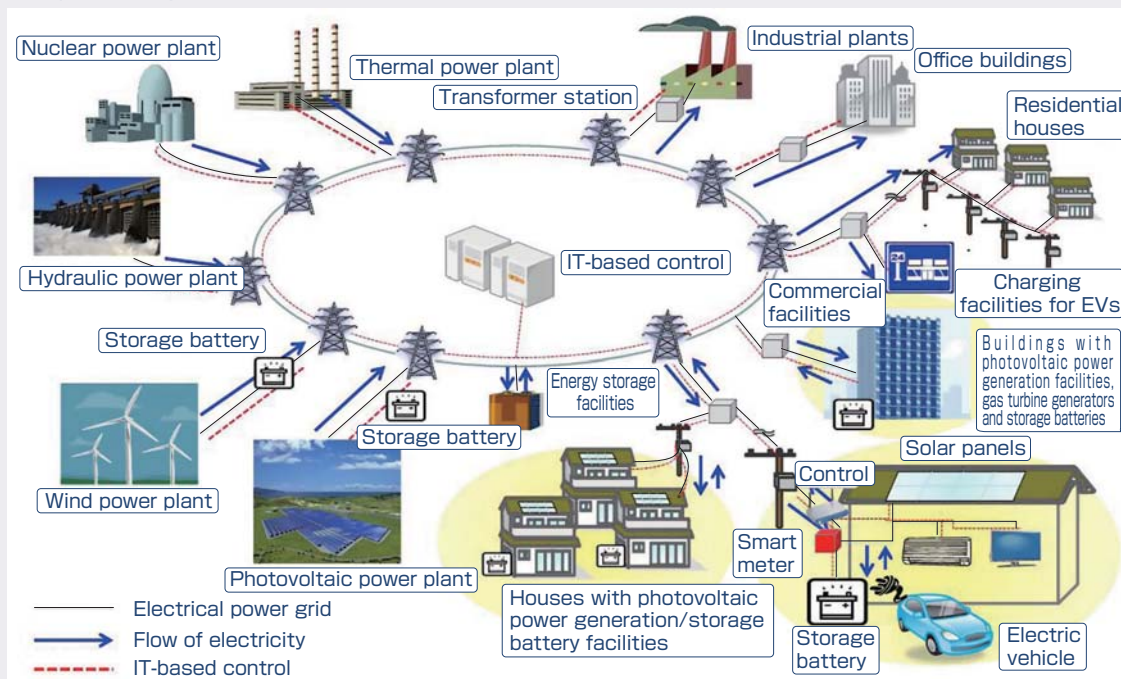 Nuclear power plant
Thermal power plant
Transformer station
Industrial plants
Office buildings
Residential
houses
Hydraulic power plant
IT-based control
24
Storage battery
Commercial
facilities
Charging
facilities for EVs
Energy storage
facilities
Buildings with
photovoltaic power
generation facilities,
gas turbine generators
and storage batteries
Storage battery
Wind power plant
Solar panels
Control
Photovoltaic power plant
Smart
meter
Houses with photovoltaic
power generation/storage
battery facilities
Storage
battery
Electric
vehicle
Electrical power grid
Flow of electricity
IT-based control